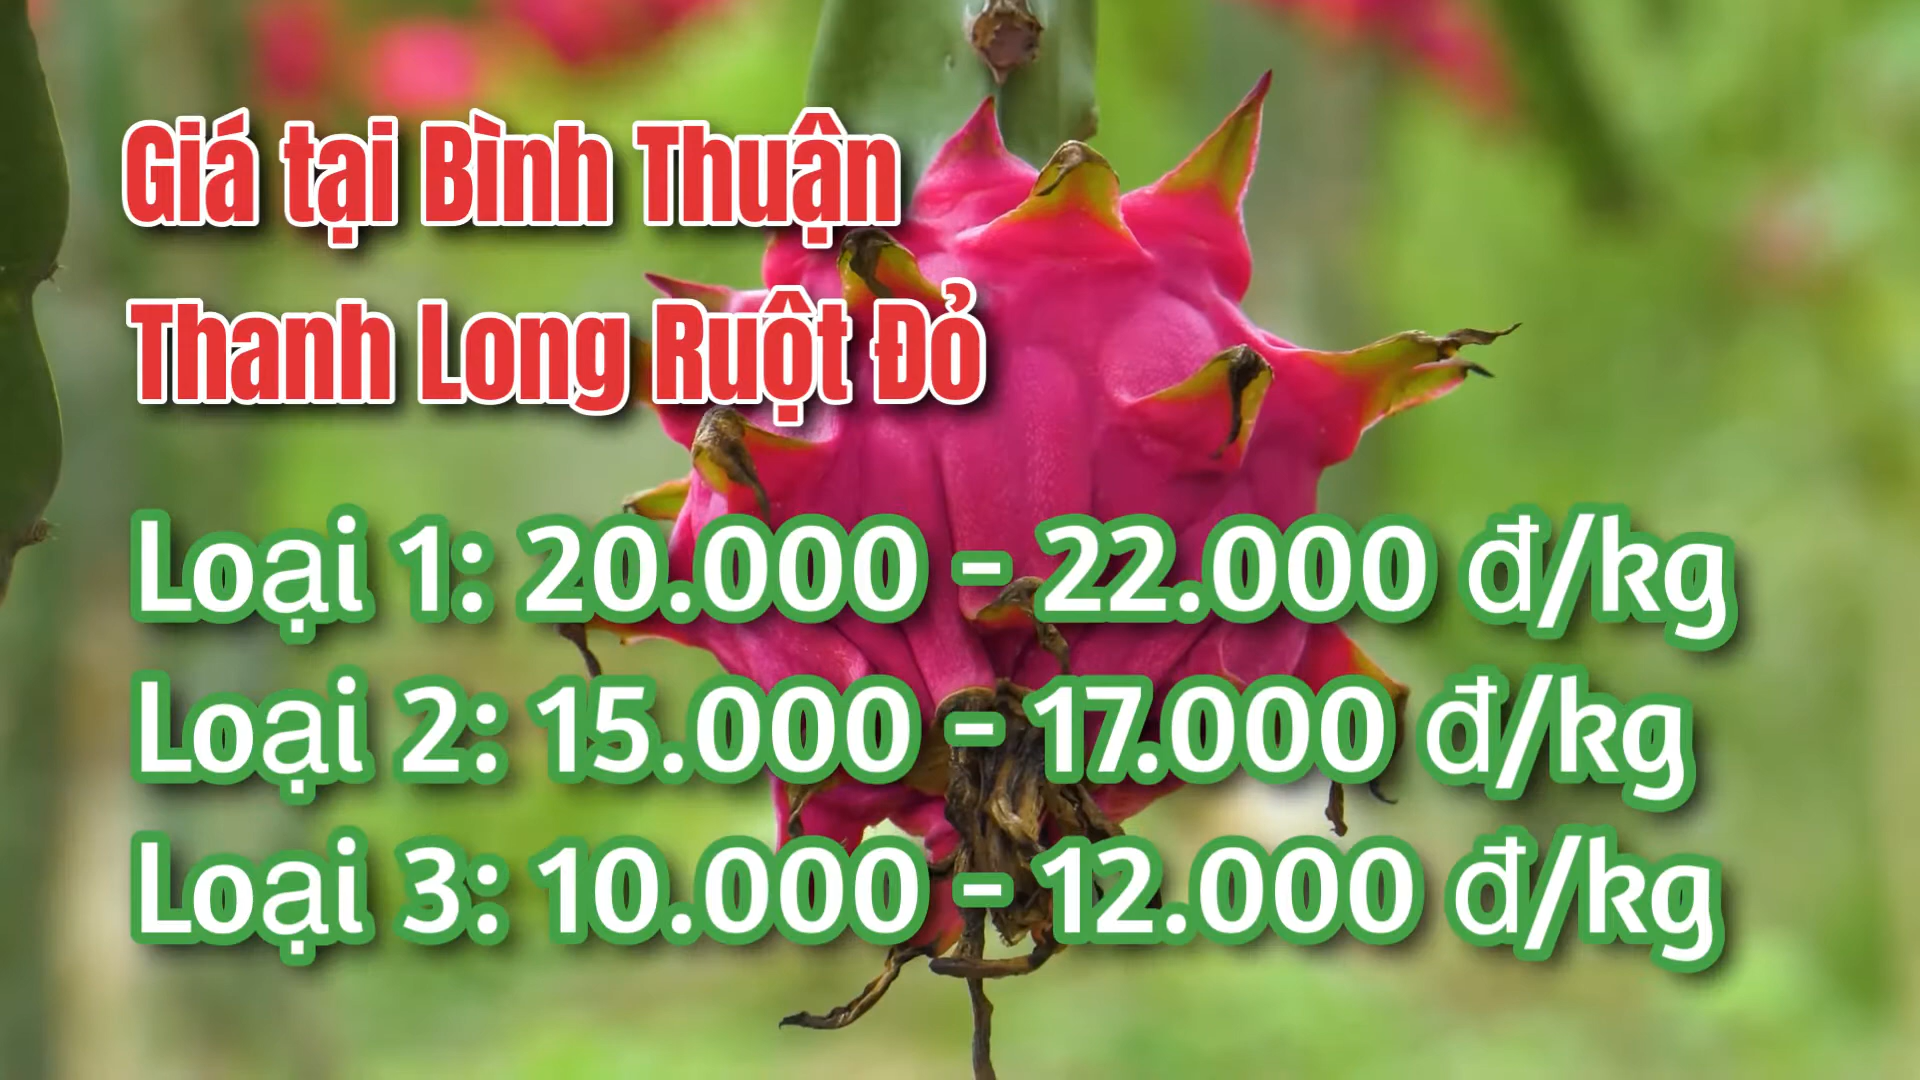 Giá tại Bình Thuận
Thanh Long Ruột Đỏ
Loại 1: 20.000 - 22.000 đ/kg
Loại 2: 15.000 - 17.000 đ/kg
Loại 3: 10.000 - 12.000 đ/kg